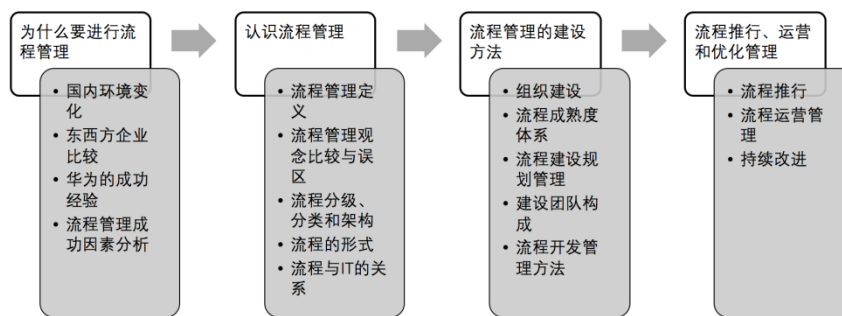 为什么要进行流
程管理
• 国内环境变
化
• 东西方企业
比较
• 华为的成功
经验
• 流程管理成
功因素分析
认识流程管理
• 流程管理定
义
• 流程管理观
念比较与误
区
• 流程分级、
分类和架构
• 流程的形式
• 流程与IT的关
系
流程管理的建设
方法
• 组织建设
• 流程成熟度
体系
• 流程建设规
划管理
• 建设团队构
成
• 流程开发管
理方法
流程推行、运营
和优化管理
• 流程推行
• 流程运营管
理
• 持续改进